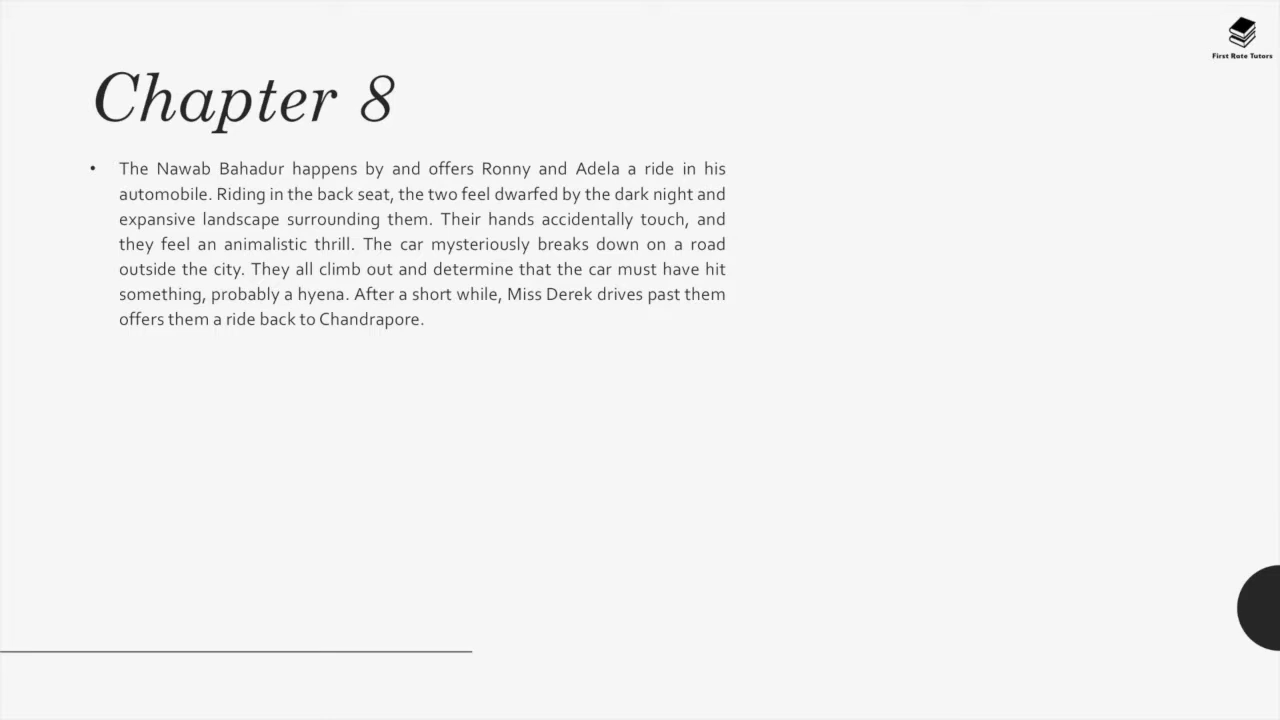 First Rate Tutors
Chapter 8
• The Nawab Bahadur happens by and offers Ronny and Adela a ride in his
automobile. Riding in the back seat, the two feel dwarfed by the dark night and
expansive landscape surrounding them. Their hands accidentally touch, and
they feel an animalistic thrill. The car mysteriously breaks down on a road
outside the city. They all climb out and determine that the car must have hit
something, probably a hyena. After a short while, Miss Derek drives past them
offers them a ride back to Chandrapore.